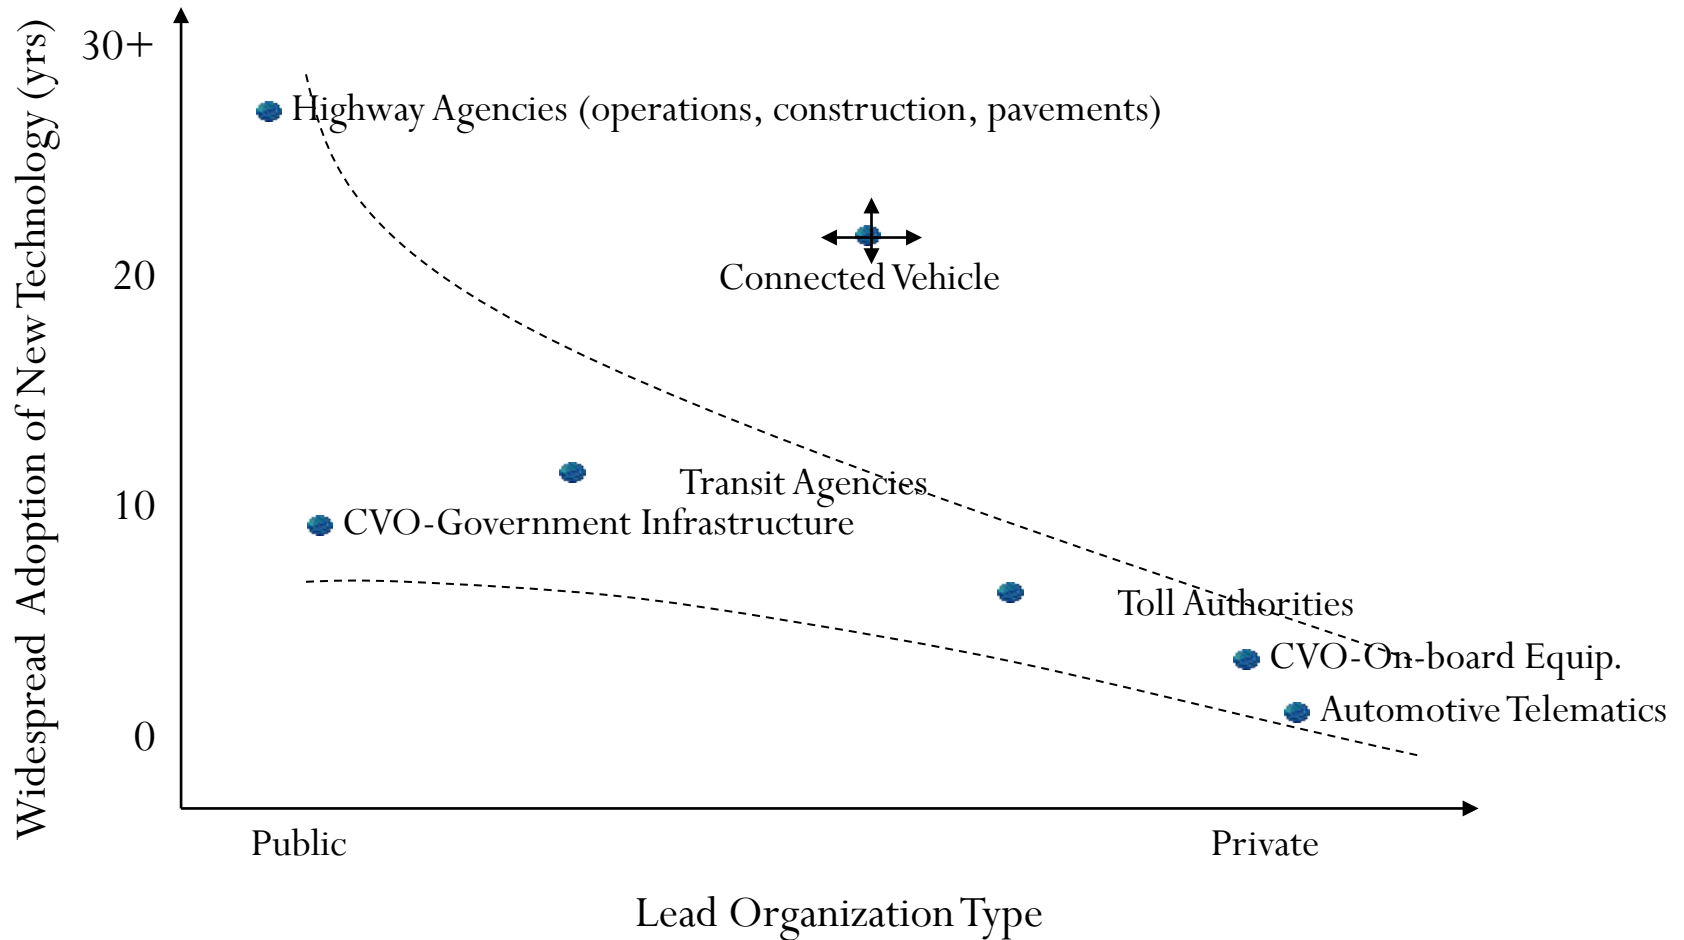 Widespread Adoption of New Technology (yrs)
30+
Highway Agencies (operations, construction, pavements)
20
Connected Vehicle
Transit Agencies
10
CVO-Government Infrastructure
Toll Authorities
CVO-On-board Equip.
Automotive Telematics
0
Public
Private
Lead Organization Type